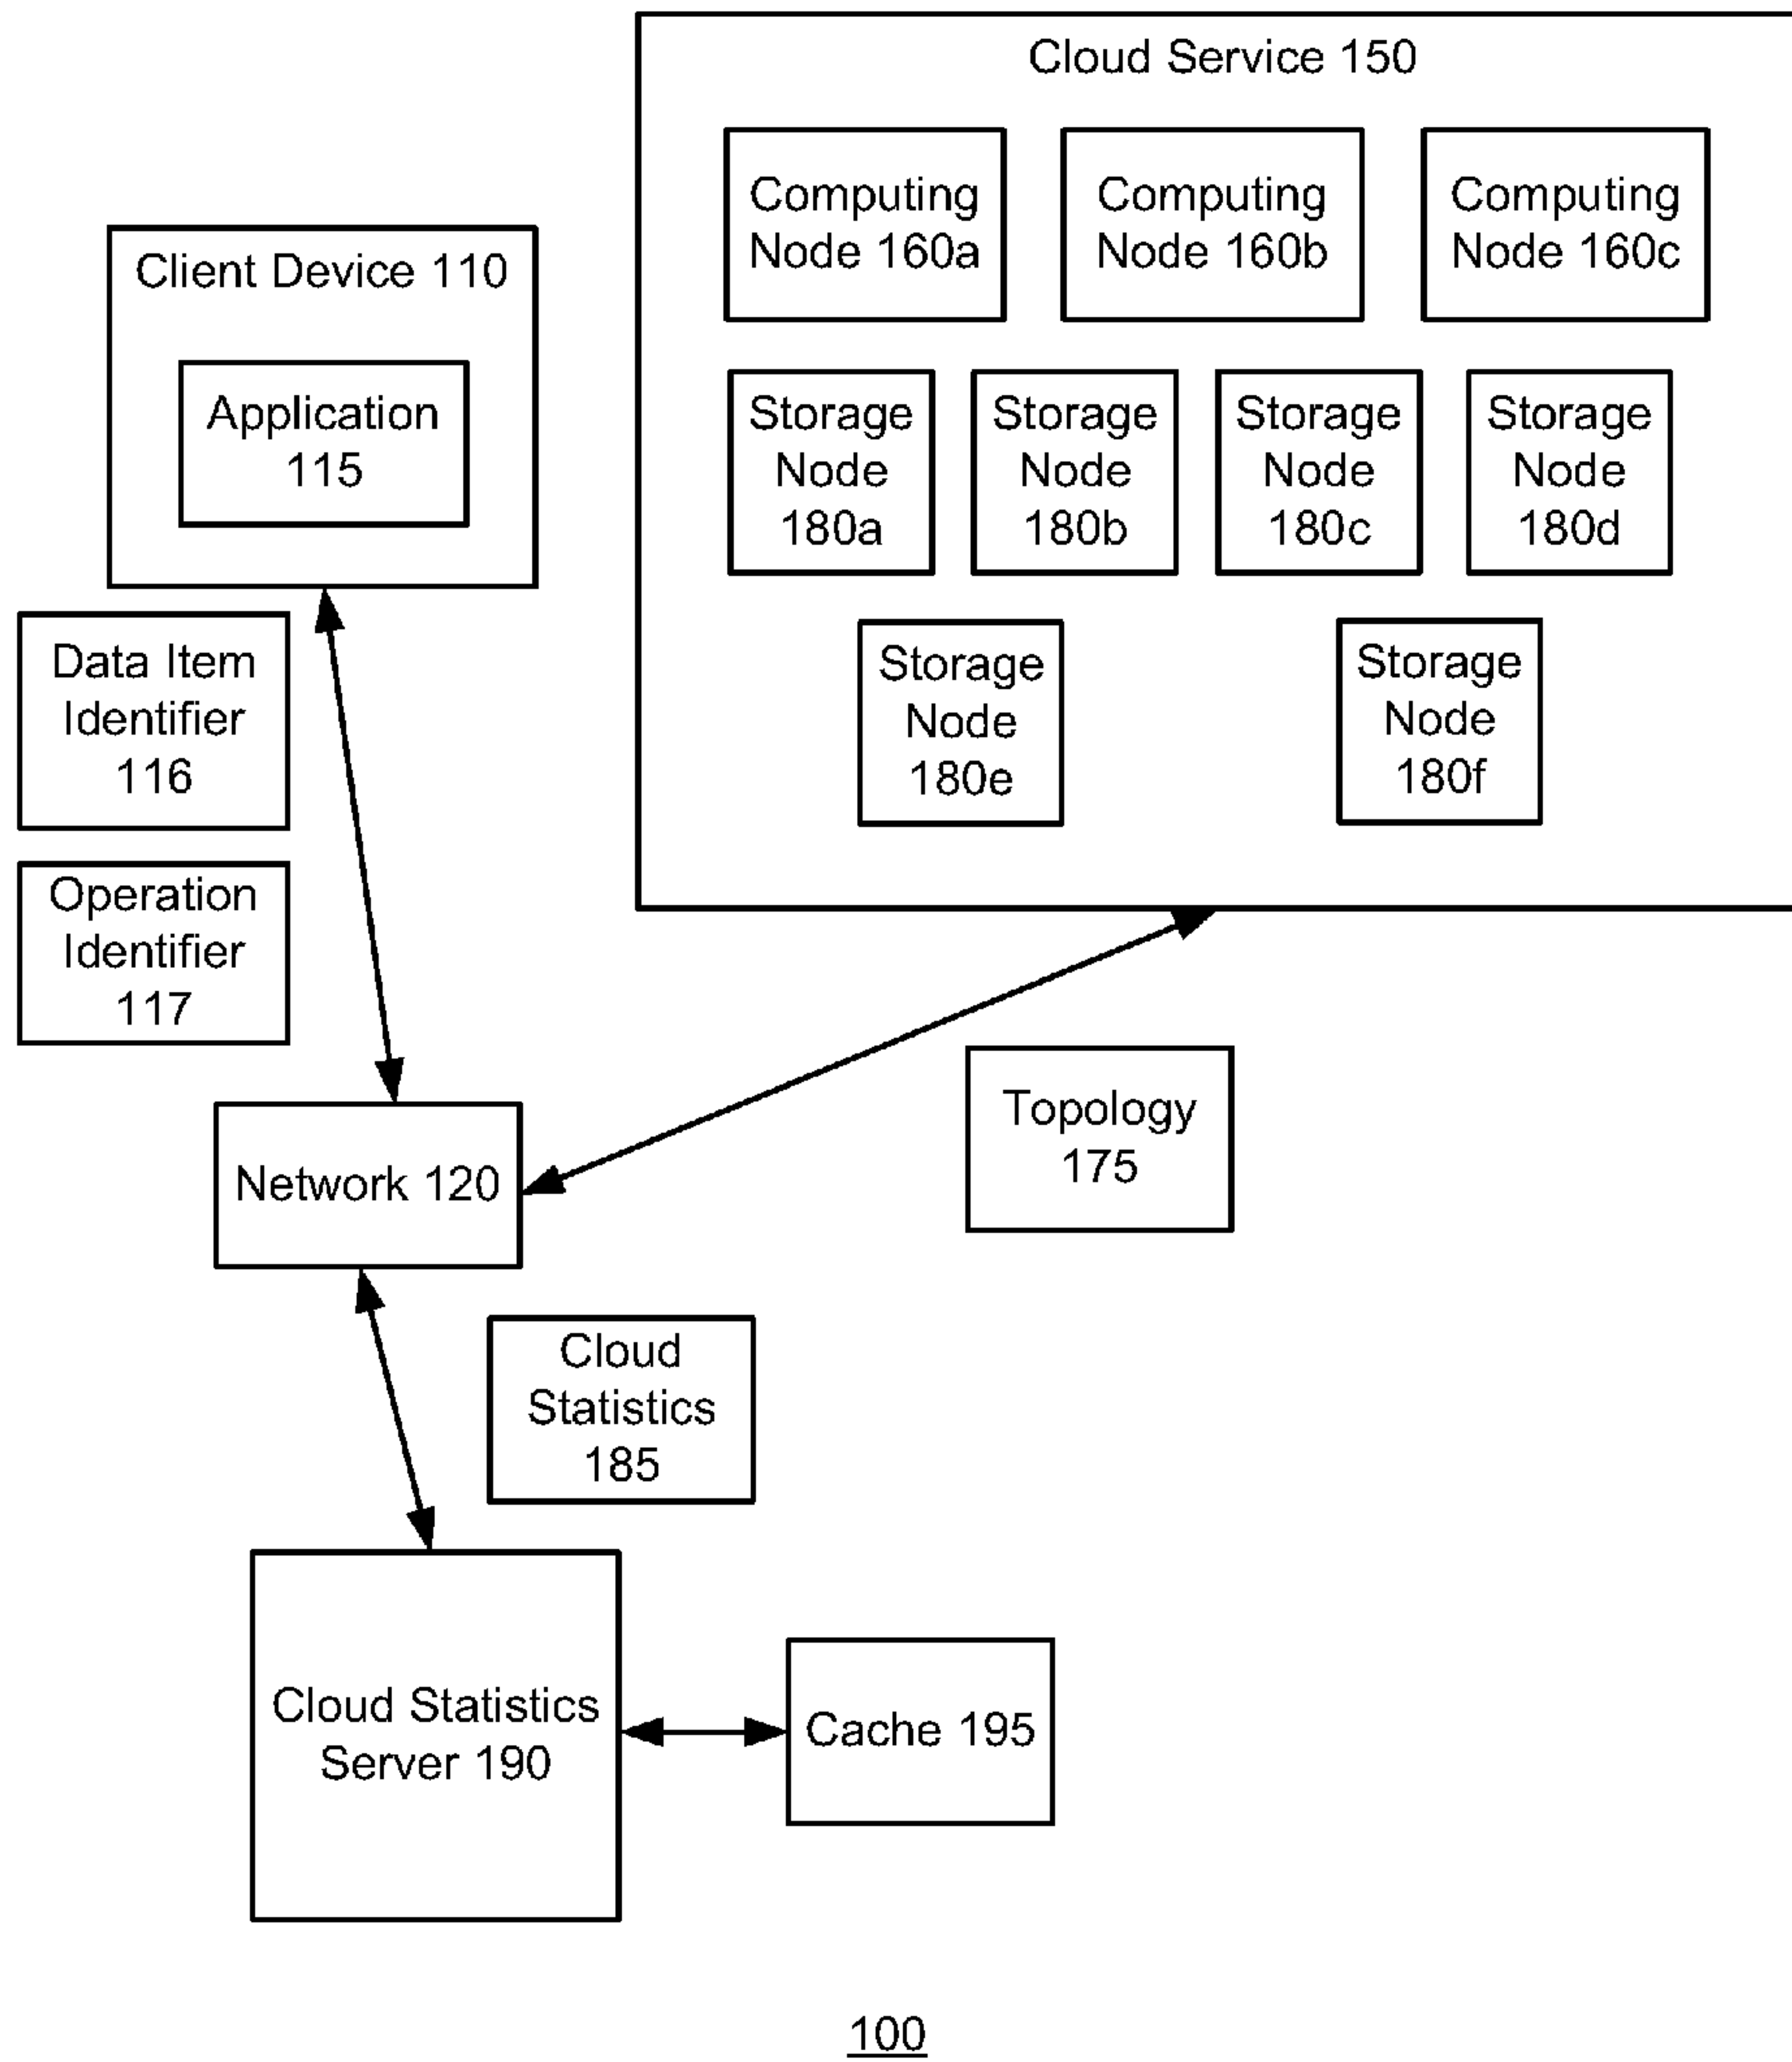 Cloud Service 150
Computing
Node 160a
Computing
Node 160b
Computing
Node 160c
Client Device 110
Application
115
Storage
Node
180a
Storage
Node
180b
Storage
Node
180c
Storage
Node
180d
Data Item
Identifier
116
Storage
Node
180e
Storage
Node
180f
Operation
Identifier
117
Topology
175
Network 120
Cloud
Statistics
185
Cloud Statistics
Server 190
Cache 195
100